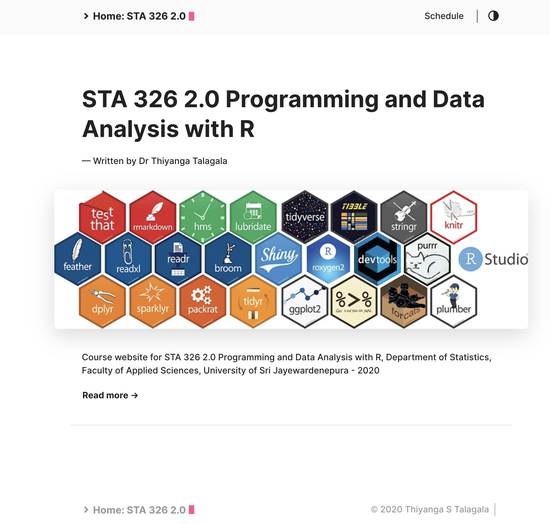 Home: STA 326 2.0
Schedule
STA 326 2.0 Programming and Data
Analysis with R
— Written by Dr Thiyanga Talagala
test
that
rmarkdown
hms
lubridate
tidyverse
TIBBLE
stringr
knitr
feather
readxl
readr
broom
Shiny
R
roxygen2
devtools
purrr
R Studio
dplyr
sparklyr
packrat
tidyr
ggplot2
%>%
forcats
plumber
Course website for STA 326 2.0 Programming and Data Analysis with R, Department of Statistics,
Faculty of Applied Sciences, University of Sri Jayewardenepura - 2020
Read more →
Home: STA 326 2.0
© 2020 Thiyanga S Talagala